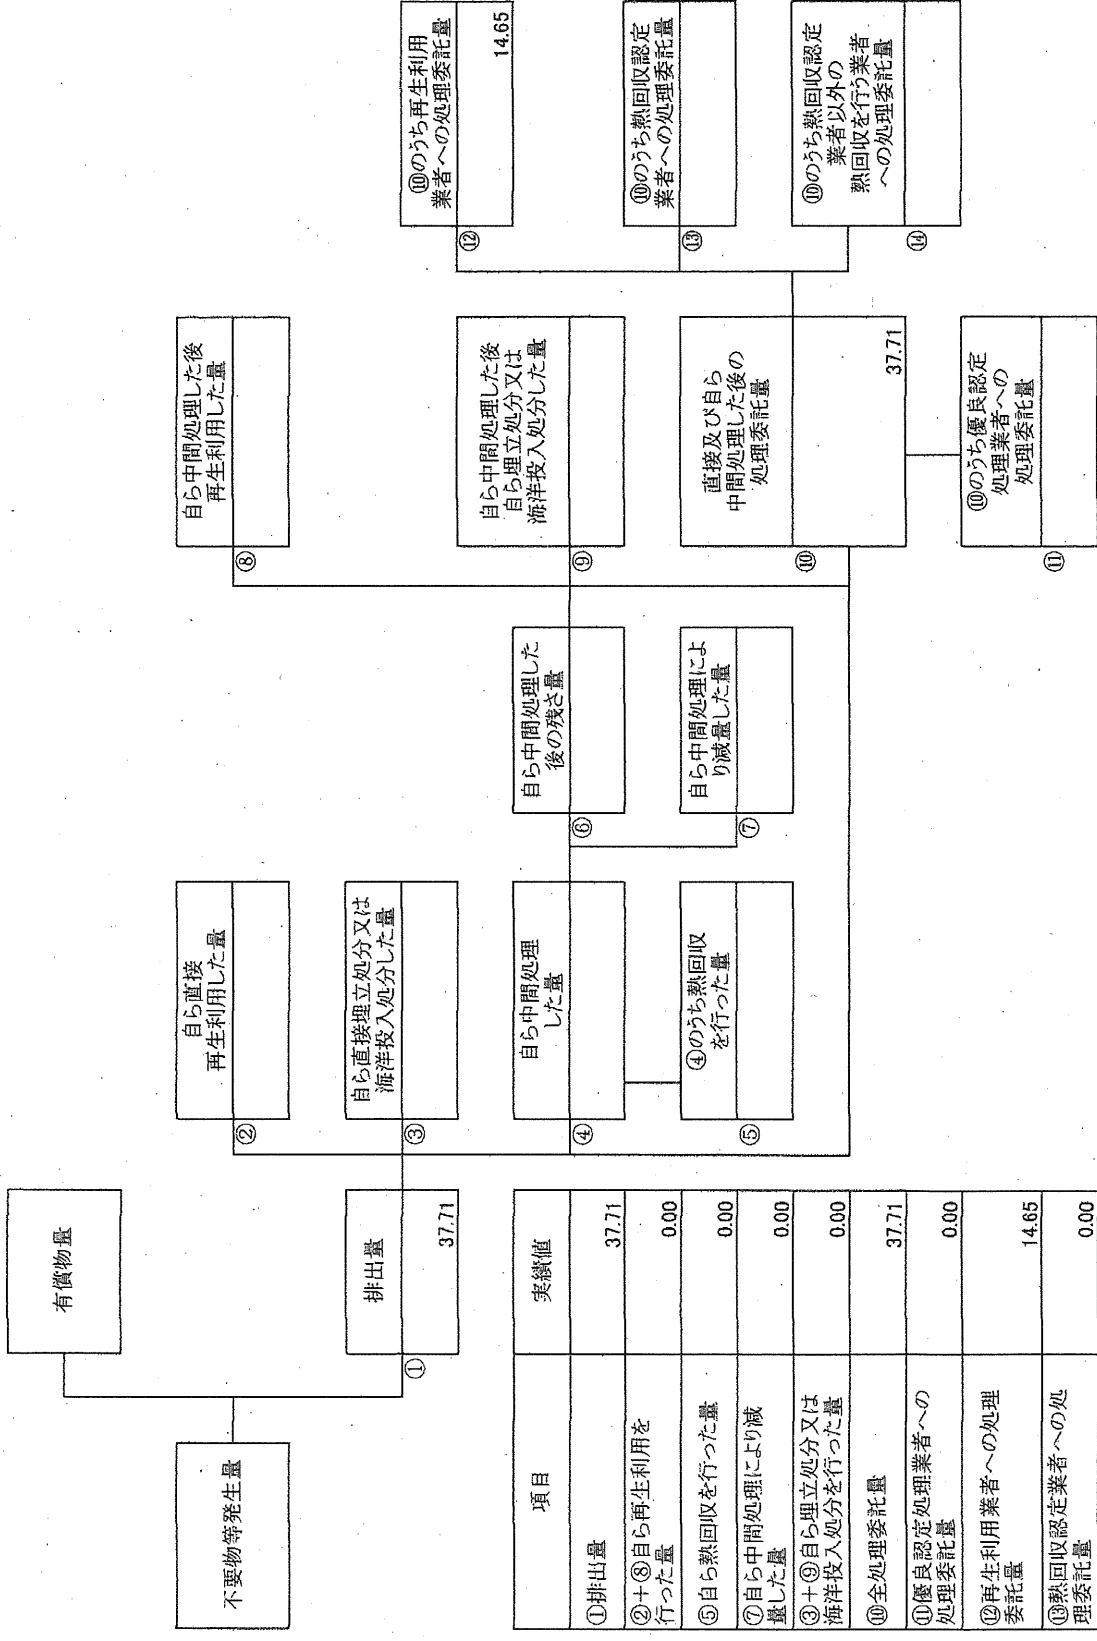 有償物量
不要物等発生量
排出量
①
37.71
自ら直接
再生利用した量
②
自ら直接埋立処分又は
海洋投入処分した量
③
自ら中間処理
した量
④
④のうち熱回収
を行った量
⑤
自ら中間処理した
後の残さ量
⑥
自ら中間処理によ
り減量した量
⑦
自ら中間処理した後
再生利用した量
⑧
自ら中間処理した後
自ら埋立処分又は
海洋投入処分した量
⑨
直接及び自ら
中間処理した後の
処理委託量
⑩
37.71
⑩のうち優良認定
処理業者への
処理委託量
⑪
⑩のうち再生利用
業者への処理委託量
⑫
14.65
⑩のうち熱回収認定
業者への処理委託量
⑬
⑩のうち熱回収認定
業者以外の
熱回収を行う業者
への処理委託量
⑭
項目
実績値
①排出量
37.71
②+⑧自ら再生利用を
行った量
0.00
⑤自ら熱回収を行った量
0.00
⑦自ら中間処理により減
量した量
0.00
③+⑨自ら埋立処分又は
海洋投入処分を行った量
0.00
⑩全処理委託量
37.71
⑪優良認定処理業者への
処理委託量
0.00
⑫再生利用業者への処理
委託量
14.65
⑬熱回収認定業者への処
理委託量
0.00